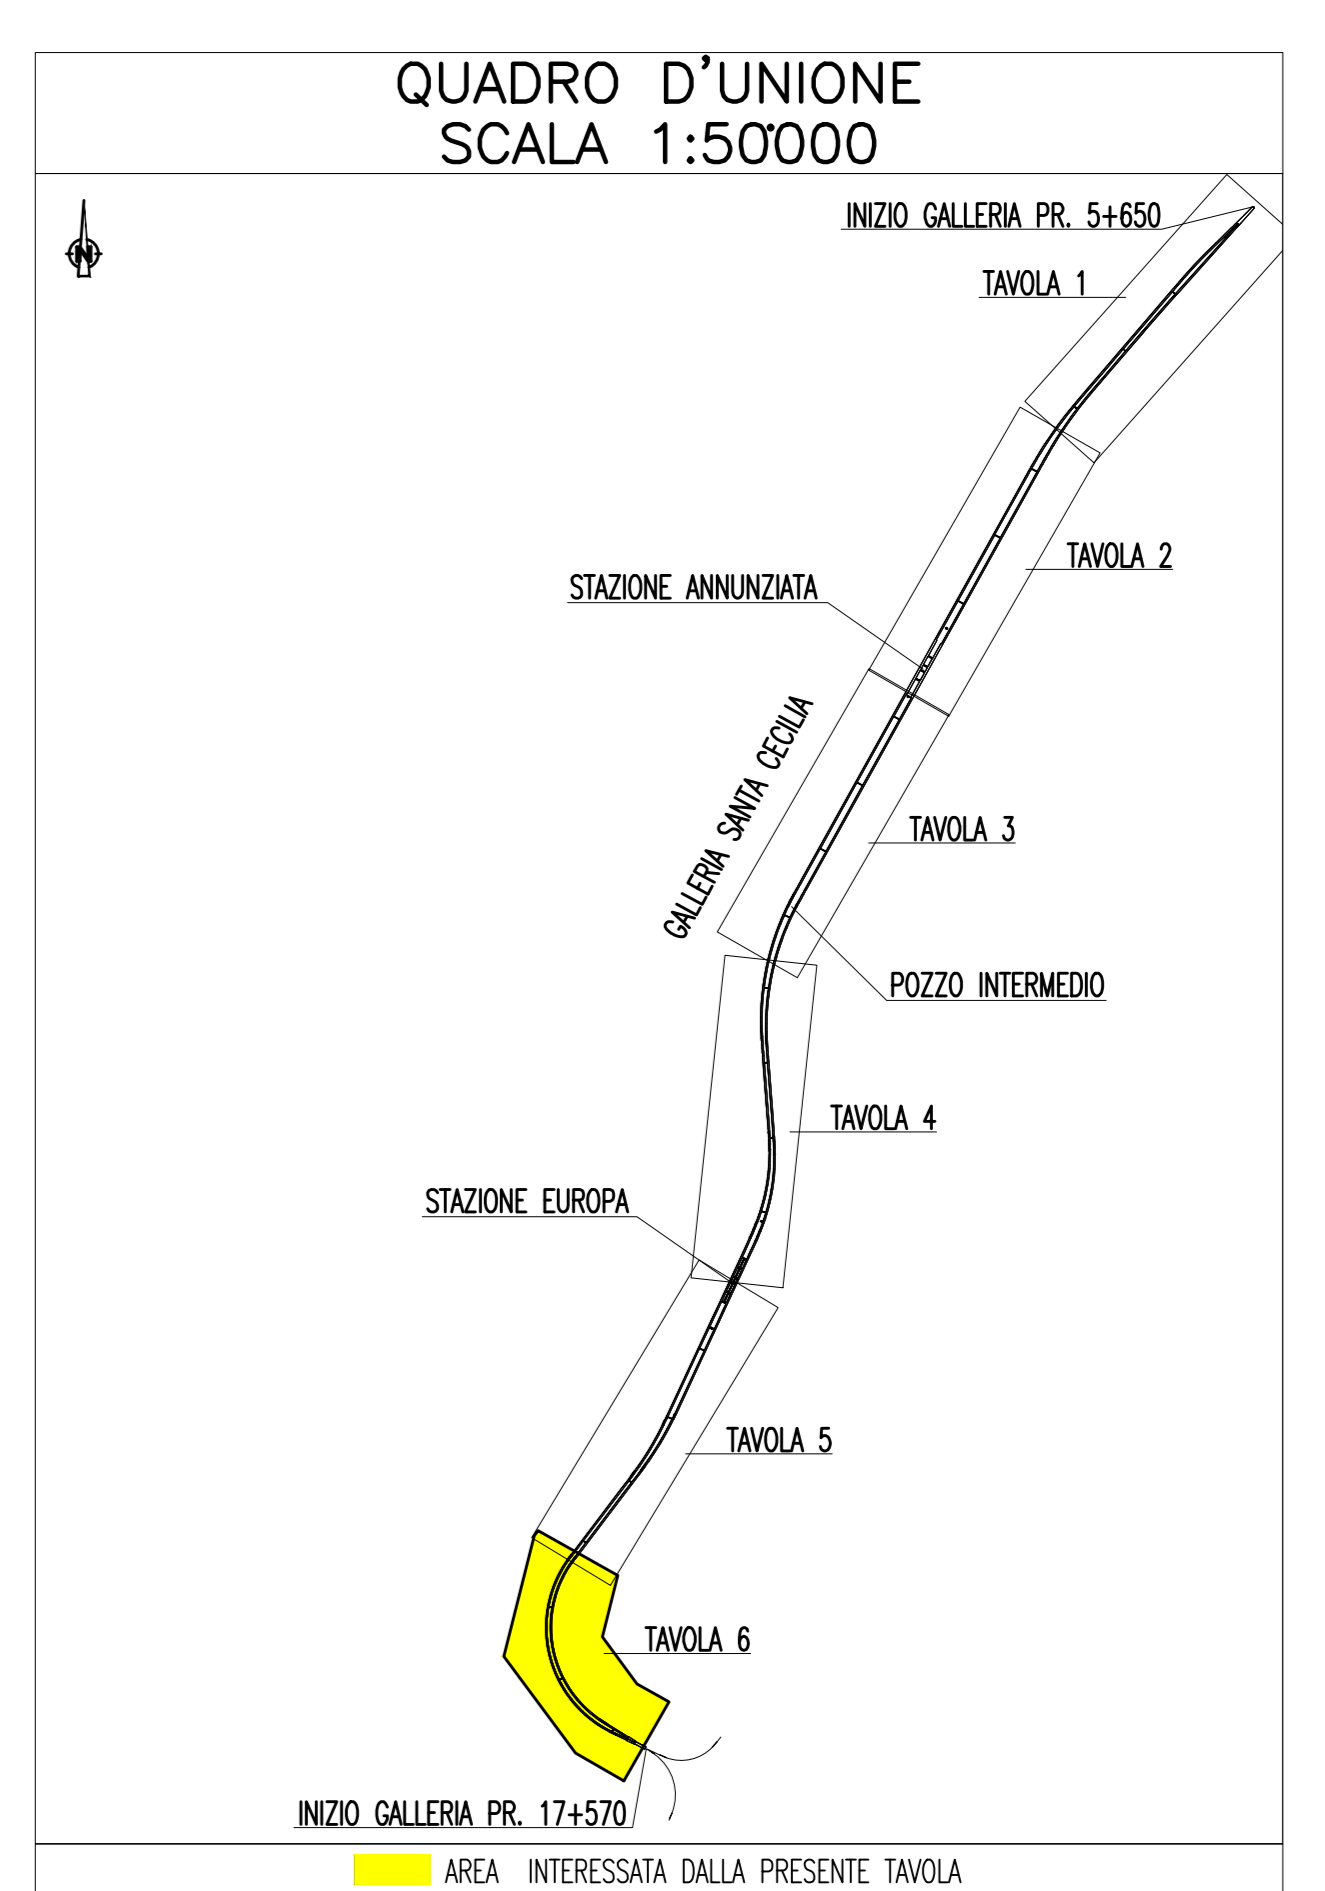 QUADRO D'UNIONE
SCALA 1:50'000
N
INIZIO GALLERIA PR. 5+650
TAVOLA 1
TAVOLA 2
STAZIONE ANNUNZIATA
GALLERIA SANTA CECILIA
TAVOLA 3
POZZO INTERMEDIO
TAVOLA 4
STAZIONE EUROPA
TAVOLA 5
TAVOLA 6
INIZIO GALLERIA PR. 17+570
AREA INTERESSATA DALLA PRESENTE TAVOLA